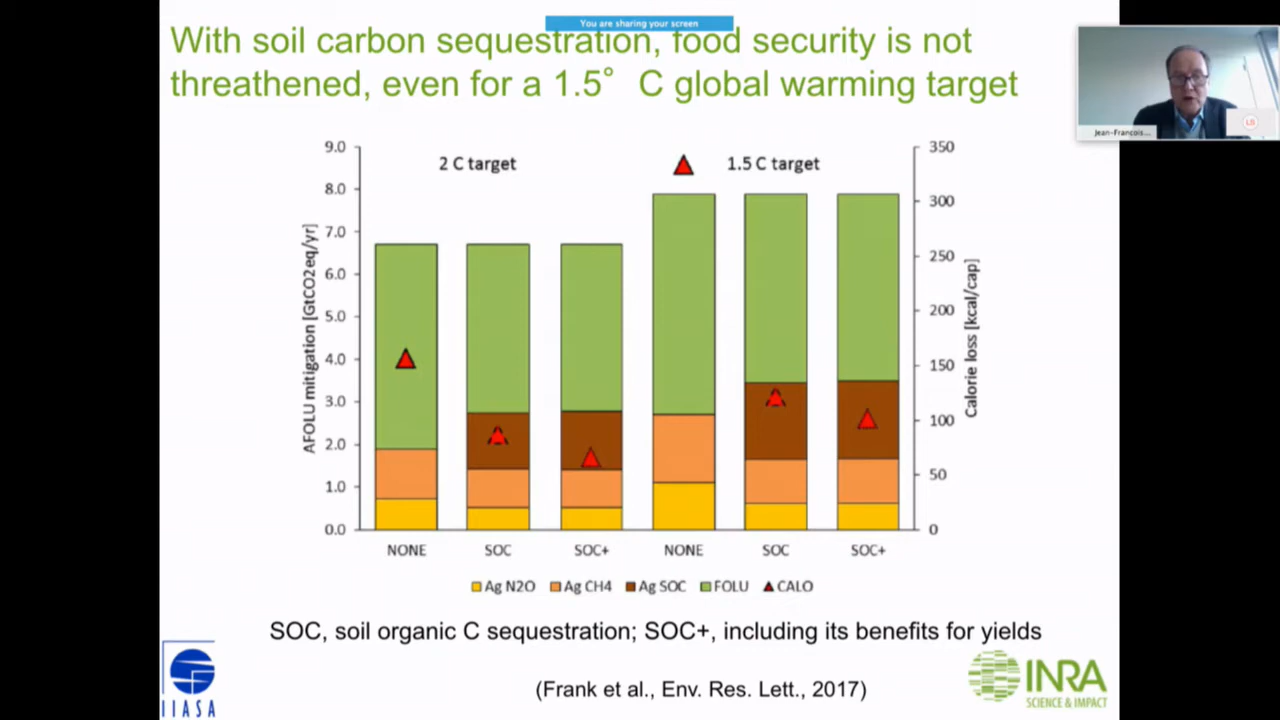 You are sharing your screen
With soil carbon sequestration, food security is not
threathened, even for a 1.5° C global warming target
Jean-Francois...
LS
2 C target
1.5 C target
AFOLU mitigation [GtCO2eq/yr]
9.0
8.0
7.0
6.0
5.0
4.0
3.0
2.0
1.0
0.0
350
300
250
200
150
100
50
0
Calorie loss [kcal/cap]
NONE SOC SOC+ NONE SOC SOC+
Ag N2O Ag CH4 Ag SOC FOLU CALO
SOC, soil organic C sequestration; SOC+, including its benefits for yields
(Frank et al., Env. Res. Lett., 2017)
IIASA
INRA
SCIENCE & IMPACT